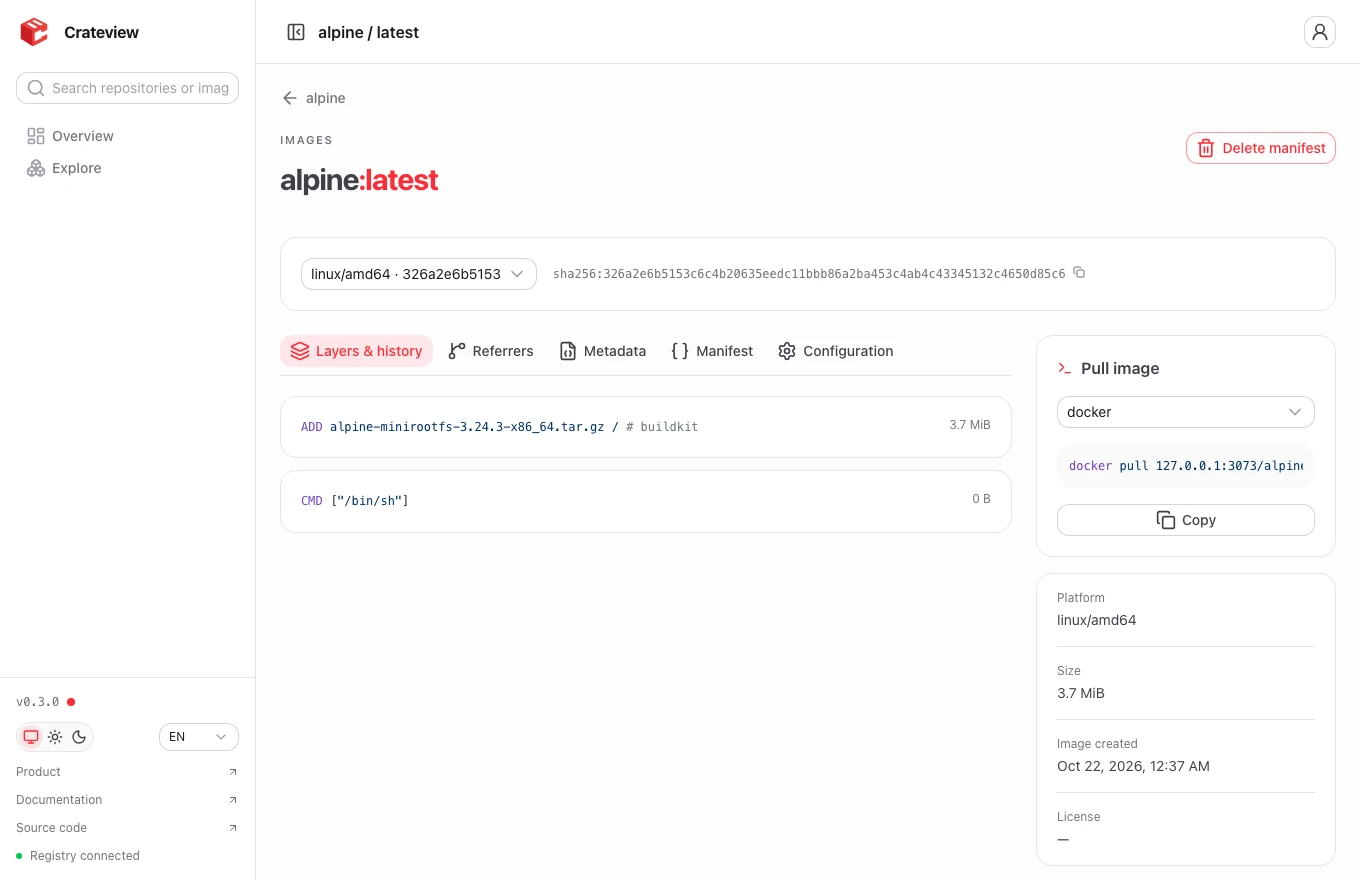 Crateview
Search repositories or imag
Overview
Explore
v0.3.0
EN
Product
Documentation
Source code
Registry connected
alpine / latest
alpine
IMAGES
alpine:latest
Delete manifest
linux/amd64 · 326a2e6b5153
sha256:326a2e6b5153c6c4b20635eedc11bbb86a2ba453c4ab4c43345132c4650d85c6
Layers & history
Referrers
Metadata
Manifest
Configuration
ADD alpine-minirootfs-3.24.3-x86_64.tar.gz / # buildkit
3.7 MiB
CMD ["/bin/sh"]
0 B
Pull image
docker
docker pull 127.0.0.1:3073/alpine
Copy
Platform
linux/amd64
Size
3.7 MiB
Image created
Oct 22, 2026, 12:37 AM
License
—